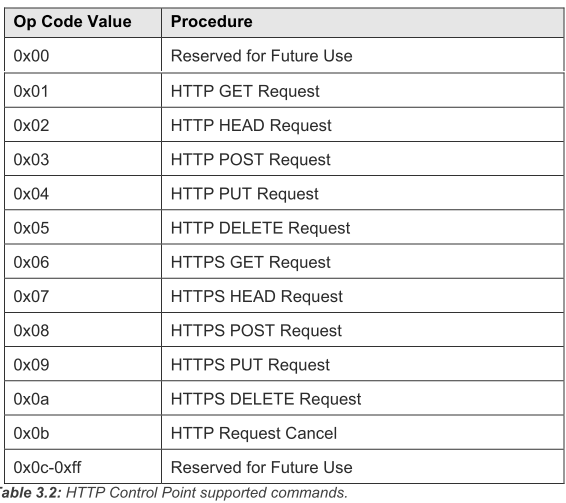 Op Code Value Procedure
0x00 Reserved for Future Use
0x01 HTTP GET Request
0x02 HTTP HEAD Request
0x03 HTTP POST Request
0x04 HTTP PUT Request
0x05 HTTP DELETE Request
0x06 HTTPS GET Request
0x07 HTTPS HEAD Request
0x08 HTTPS POST Request
0x09 HTTPS PUT Request
0x0a HTTPS DELETE Request
0x0b HTTP Request Cancel
0x0c-0xff Reserved for Future Use
Table 3.2: HTTP Control Point supported commands.